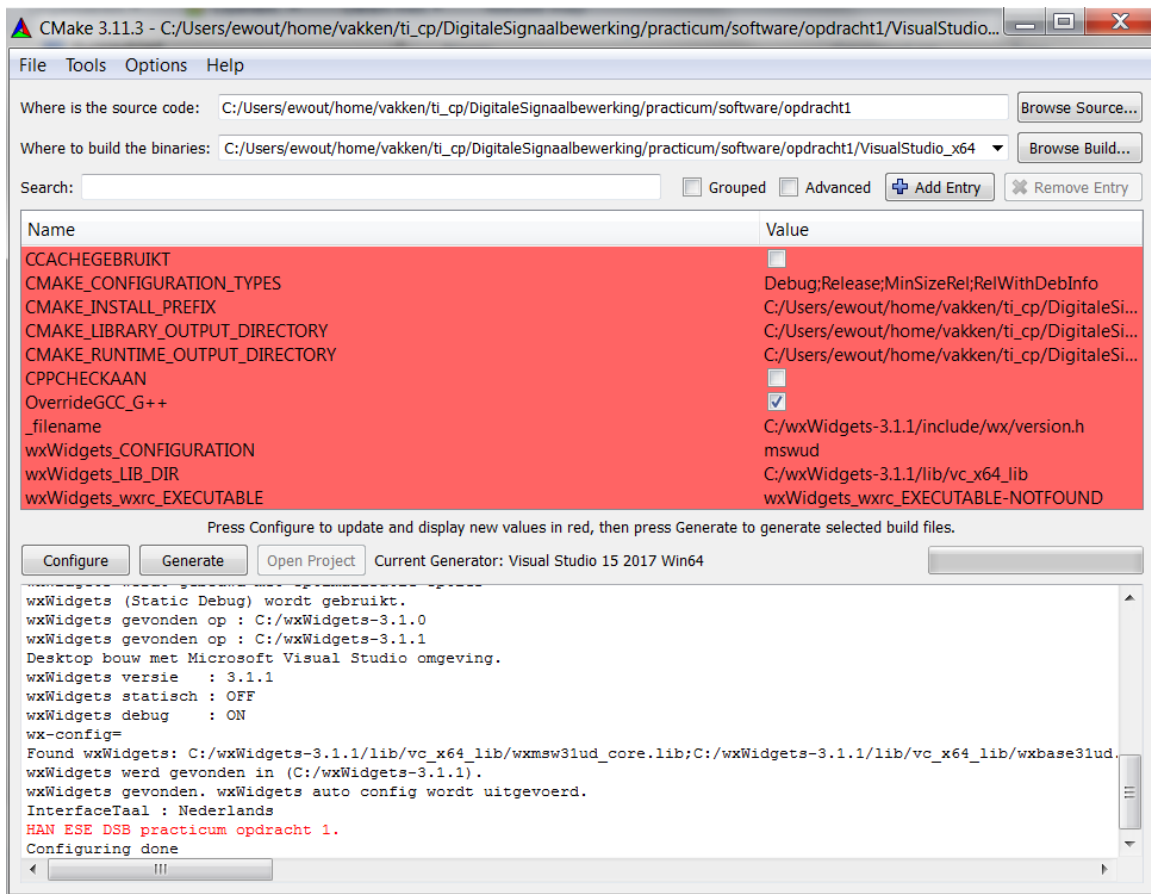 CMake 3.11.3 - C:/Users/ewout/home/vakken/ti_cp/DigitaleSignaalbewerking/practicum/software/opdracht1/VisualStudio...
File Tools Options Help
Where is the source code: C:/Users/ewout/home/vakken/ti_cp/DigitaleSignaalbewerking/practicum/software/opdracht1 Browse Source...
Where to build the binaries: C:/Users/ewout/home/vakken/ti_cp/DigitaleSignaalbewerking/practicum/software/opdracht1/VisualStudio_x64 Browse Build...
Search: Grouped Advanced Add Entry Remove Entry
Name Value
CCACHEGEBRUIKT
CMAKE_CONFIGURATION_TYPES Debug;Release;MinSizeRel;RelWithDebInfo
CMAKE_INSTALL_PREFIX C:/Users/ewout/home/vakken/ti_cp/DigitaleSi...
CMAKE_LIBRARY_OUTPUT_DIRECTORY C:/Users/ewout/home/vakken/ti_cp/DigitaleSi...
CMAKE_RUNTIME_OUTPUT_DIRECTORY C:/Users/ewout/home/vakken/ti_cp/DigitaleSi...
CPPCHECKAAN
OverrideGCC_G++
_filename C:/wxWidgets-3.1.1/include/wx/version.h
wxWidgets_CONFIGURATION mswud
wxWidgets_LIB_DIR C:/wxWidgets-3.1.1/lib/vc_x64_lib
wxWidgets_wxrc_EXECUTABLE wxWidgets_wxrc_EXECUTABLE-NOTFOUND
Press Configure to update and display new values in red, then press Generate to generate selected build files.
Configure Generate Open Project Current Generator: Visual Studio 15 2017 Win64
wxWidgets (Static Debug) wordt gebruikt.
wxWidgets gevonden op : C:/wxWidgets-3.1.0
wxWidgets gevonden op : C:/wxWidgets-3.1.1
Desktop bouw met Microsoft Visual Studio omgeving.
wxWidgets versie : 3.1.1
wxWidgets statisch : OFF
wxWidgets debug : ON
wx-config=
Found wxWidgets: C:/wxWidgets-3.1.1/lib/vc_x64_lib/wxmsw31ud_core.lib;C:/wxWidgets-3.1.1/lib/vc_x64_lib/wxbase31ud.
wxWidgets werd gevonden in (C:/wxWidgets-3.1.1).
wxWidgets gevonden. wxWidgets auto config wordt uitgevoerd.
InterfaceTaal : Nederlands
HAN ESE DSB practicum opdracht 1.
Configuring done